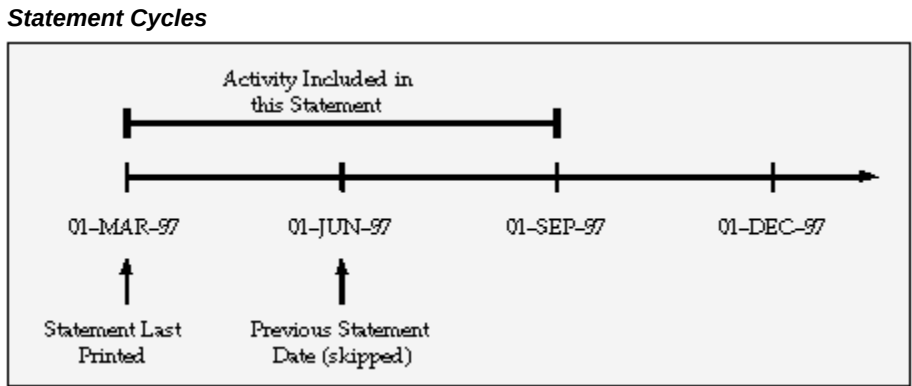 Statement Cycles
Activity Included in
this Statement
01–MAR–97
01–JUN–97
01–SEP–97
01–DEC–97
Statement Last
Printed
Previous Statement
Date (skipped)